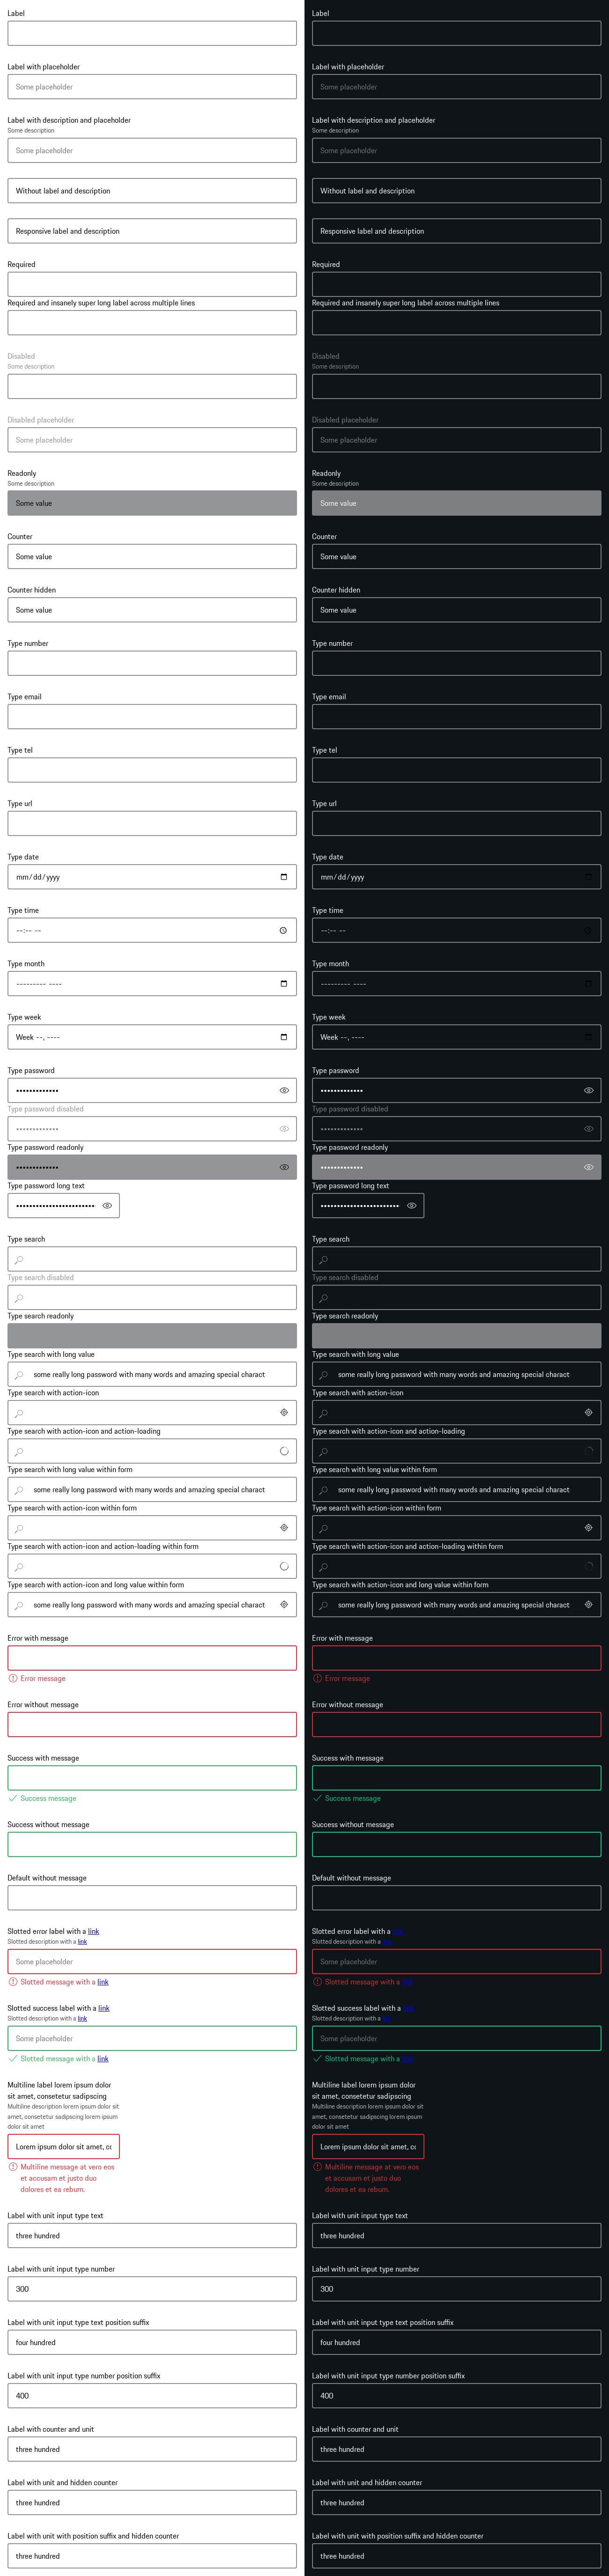 Label
Label with placeholder
Some placeholder
Label with description and placeholder
Some description
Some placeholder
Without label and description
Responsive label and description
Required
Required and insanely super long label across multiple lines
Disabled
Some description
Disabled placeholder
Some placeholder
Readonly
Some description
Some value
Counter
Some value
Counter hidden
Some value
Type number
Type email
Type tel
Type url
Type date
mm/dd/yyyy
Type time
--:-- --
Type month
--------- ----
Type week
Week --, ----
Type password
Type password disabled
Type password readonly
Type password long text
Type search
Type search disabled
Type search readonly
Type search with long value
some really long password with many words and amazing special charact
Type search with action-icon
Type search with action-icon and action-loading
Type search with long value within form
some really long password with many words and amazing special charact
Type search with action-icon within form
Type search with action-icon and action-loading within form
Type search with action-icon and long value within form
some really long password with many words and amazing special charact
Error with message
Error message
Error without message
Success with message
Success message
Success without message
Default without message
Slotted error label with a link
Slotted description with a link
Some placeholder
Slotted message with a link
Slotted success label with a link
Slotted description with a link
Some placeholder
Slotted message with a link
Multiline label lorem ipsum dolor
sit amet, consetetur sadipscing
Multiline description lorem ipsum dolor sit
amet, consetetur sadipscing lorem ipsum
dolor sit amet
Lorem ipsum dolor sit amet, cc
Multiline message at vero eos
et accusam et justo duo
dolores et ea rebum.
Label with unit input type text
three hundred
Label with unit input type number
300
Label with unit input type text position suffix
four hundred
Label with unit input type number position suffix
400
Label with counter and unit
three hundred
Label with unit and hidden counter
three hundred
Label with unit with position suffix and hidden counter
three hundred
Label
Label with placeholder
Some placeholder
Label with description and placeholder
Some description
Some placeholder
Without label and description
Responsive label and description
Required
Required and insanely super long label across multiple lines
Disabled
Some description
Disabled placeholder
Some placeholder
Readonly
Some description
Some value
Counter
Some value
Counter hidden
Some value
Type number
Type email
Type tel
Type url
Type date
mm/dd/yyyy
Type time
--:-- --
Type month
--------- ----
Type week
Week --, ----
Type password
Type password disabled
Type password readonly
Type password long text
Type search
Type search disabled
Type search readonly
Type search with long value
some really long password with many words and amazing special charact
Type search with action-icon
Type search with action-icon and action-loading
Type search with long value within form
some really long password with many words and amazing special charact
Type search with action-icon within form
Type search with action-icon and action-loading within form
Type search with action-icon and long value within form
some really long password with many words and amazing special charact
Error with message
Error message
Error without message
Success with message
Success message
Success without message
Default without message
Slotted error label with a link
Slotted description with a link
Some placeholder
Slotted message with a link
Slotted success label with a link
Slotted description with a link
Some placeholder
Slotted message with a link
Multiline label lorem ipsum dolor
sit amet, consetetur sadipscing
Multiline description lorem ipsum dolor sit
amet, consetetur sadipscing lorem ipsum
dolor sit amet
Lorem ipsum dolor sit amet, cc
Multiline message at vero eos
et accusam et justo duo
dolores et ea rebum.
Label with unit input type text
three hundred
Label with unit input type number
300
Label with unit input type text position suffix
four hundred
Label with unit input type number position suffix
400
Label with counter and unit
three hundred
Label with unit and hidden counter
three hundred
Label with unit with position suffix and hidden counter
three hundred